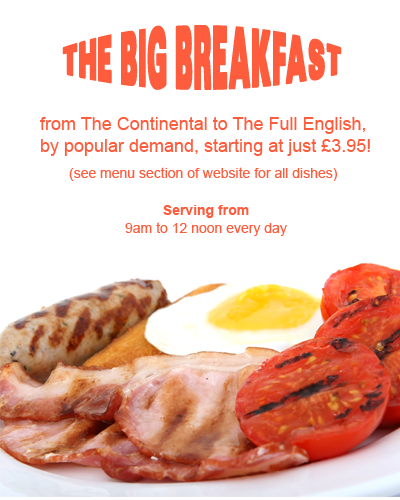 THE BIG BREAKFAST
from The Continental to The Full English,
by popular demand, starting at just £3.95!
(see menu section of website for all dishes)
Serving from
9am to 12 noon every day